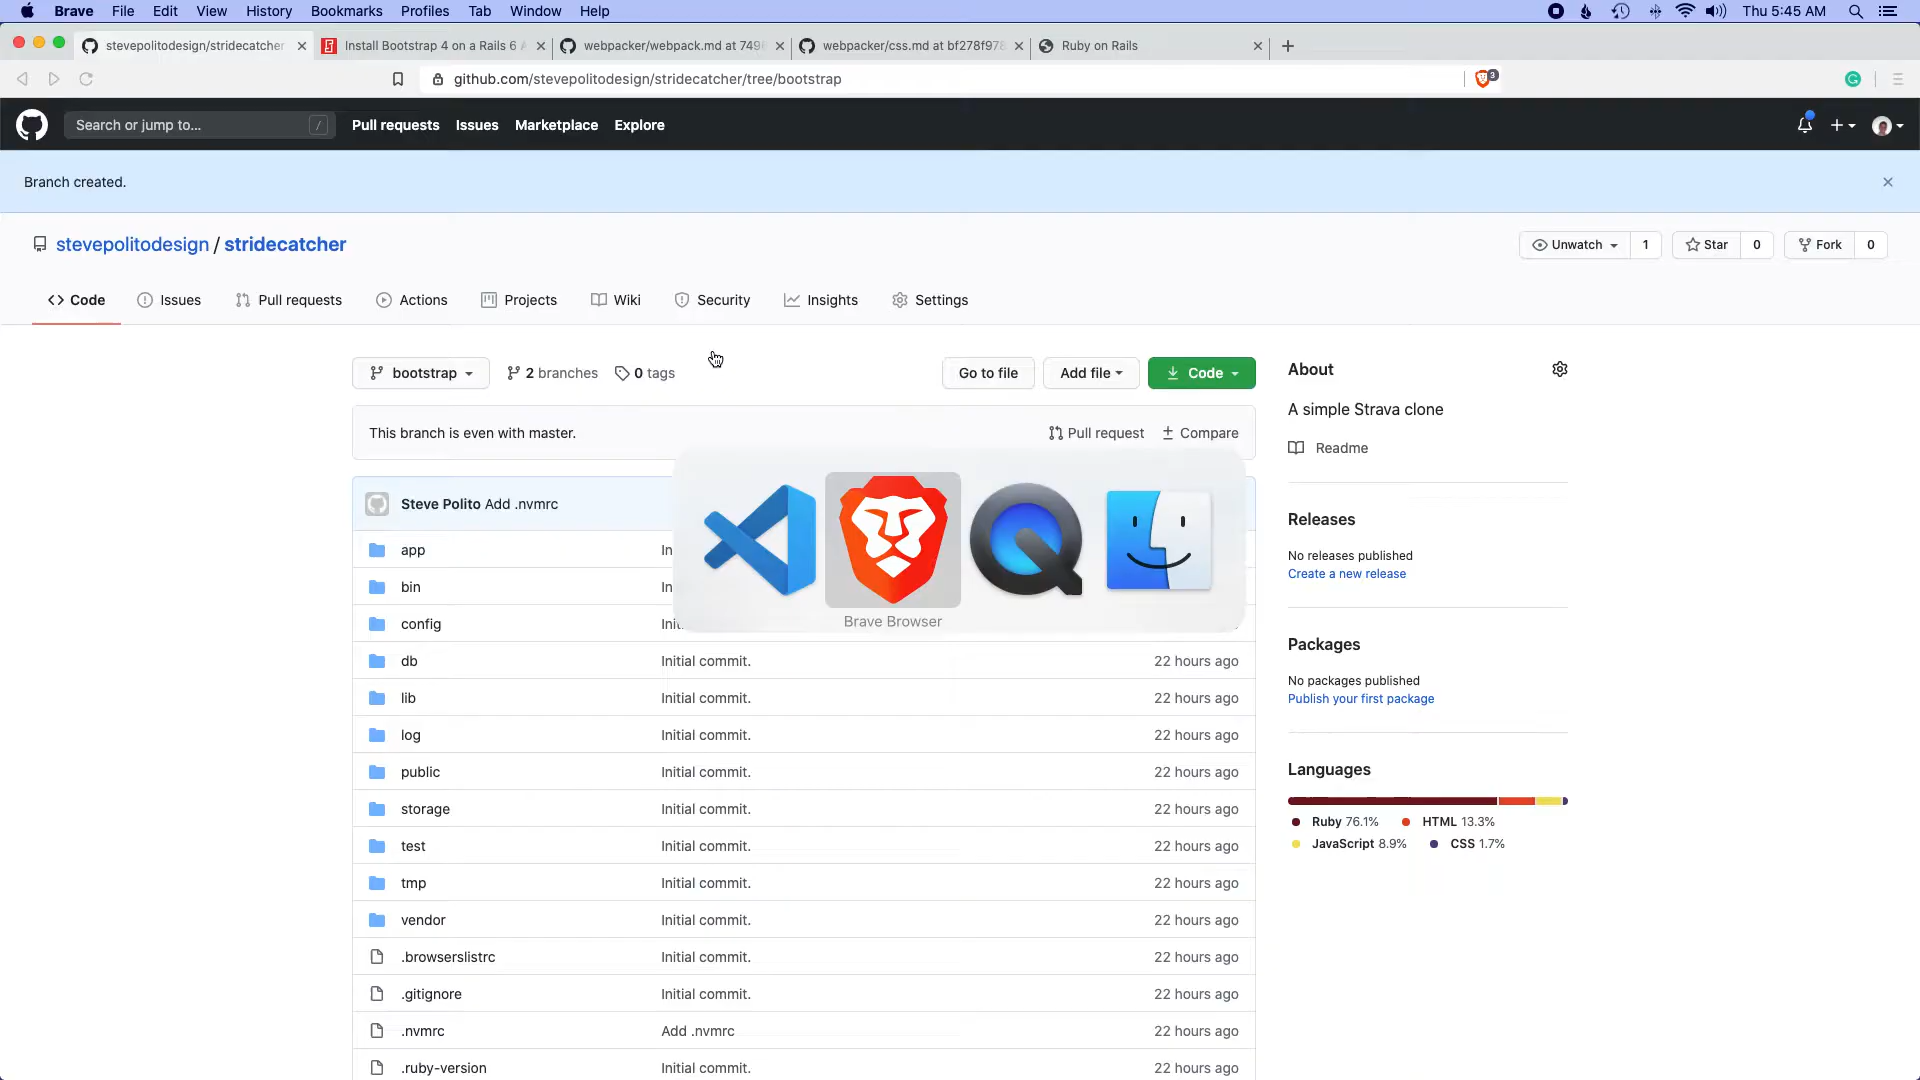 Brave File Edit View History Bookmarks Profiles Tab Window Help Thu 5:45 AM
stevepolitodesign/stridecatcher Install Bootstrap 4 on a Rails 6 webpacker/webpack.md at 749 webpacker/css.md at bf278f978 Ruby on Rails
github.com/stevepolitodesign/stridecatcher/tree/bootstrap 3
Search or jump to... / Pull requests Issues Marketplace Explore
Branch created.
stevepolitodesign / stridecatcher Unwatch 1 Star 0 Fork 0
Code Issues Pull requests Actions Projects Wiki Security Insights Settings
bootstrap 2 branches 0 tags Go to file Add file Code
This branch is even with master. Pull request Compare
Steve Polito Add .nvmrc
app In
bin In
config Init
db Initial commit. 22 hours ago
lib Initial commit. 22 hours ago
log Initial commit. 22 hours ago
public Initial commit. 22 hours ago
storage Initial commit. 22 hours ago
test Initial commit. 22 hours ago
tmp Initial commit. 22 hours ago
vendor Initial commit. 22 hours ago
.browserslistrc Initial commit. 22 hours ago
.gitignore Initial commit. 22 hours ago
.nvmrc Add .nvmrc 22 hours ago
.ruby-version Initial commit. 22 hours ago
Brave Browser
About
A simple Strava clone
Readme
Releases
No releases published
Create a new release
Packages
No packages published
Publish your first package
Languages
Ruby 76.1% HTML 13.3%
JavaScript 8.9% CSS 1.7%